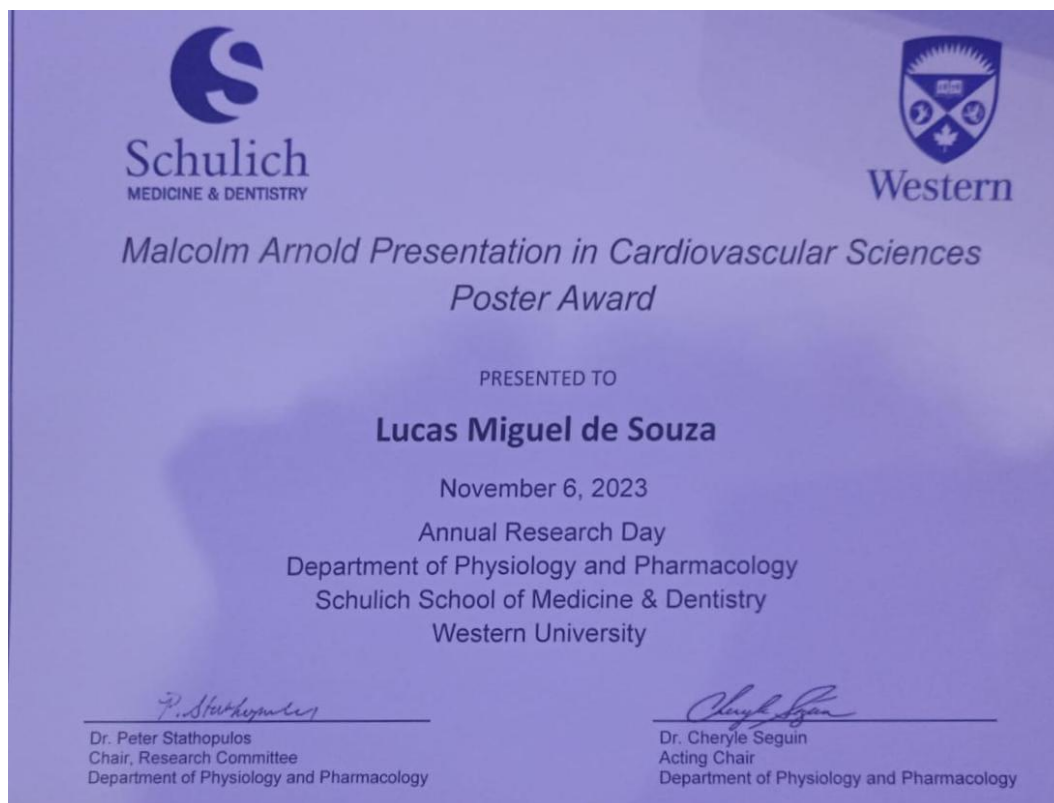 Schulich
MEDICINE & DENTISTRY
Western
Malcolm Arnold Presentation in Cardiovascular Sciences
Poster Award
PRESENTED TO
Lucas Miguel de Souza
November 6, 2023
Annual Research Day
Department of Physiology and Pharmacology
Schulich School of Medicine & Dentistry
Western University
P. Stathopulos
Cheryle Seguin
Dr. Peter Stathopulos
Chair, Research Committee
Department of Physiology and Pharmacology
Dr. Cheryle Seguin
Acting Chair
Department of Physiology and Pharmacology